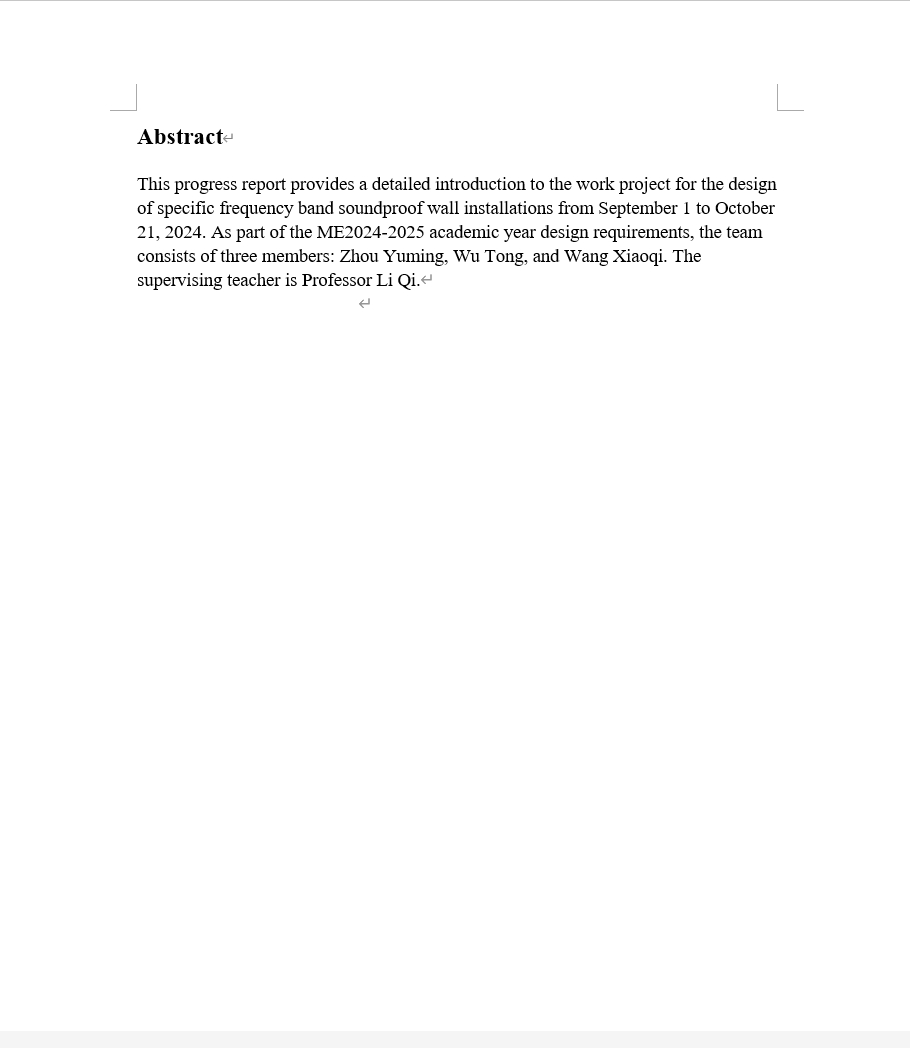 Abstract
This progress report provides a detailed introduction to the work project for the design
of specific frequency band soundproof wall installations from September 1 to October
21, 2024. As part of the ME2024-2025 academic year design requirements, the team
consists of three members: Zhou Yuming, Wu Tong, and Wang Xiaoqi. The
supervising teacher is Professor Li Qi.